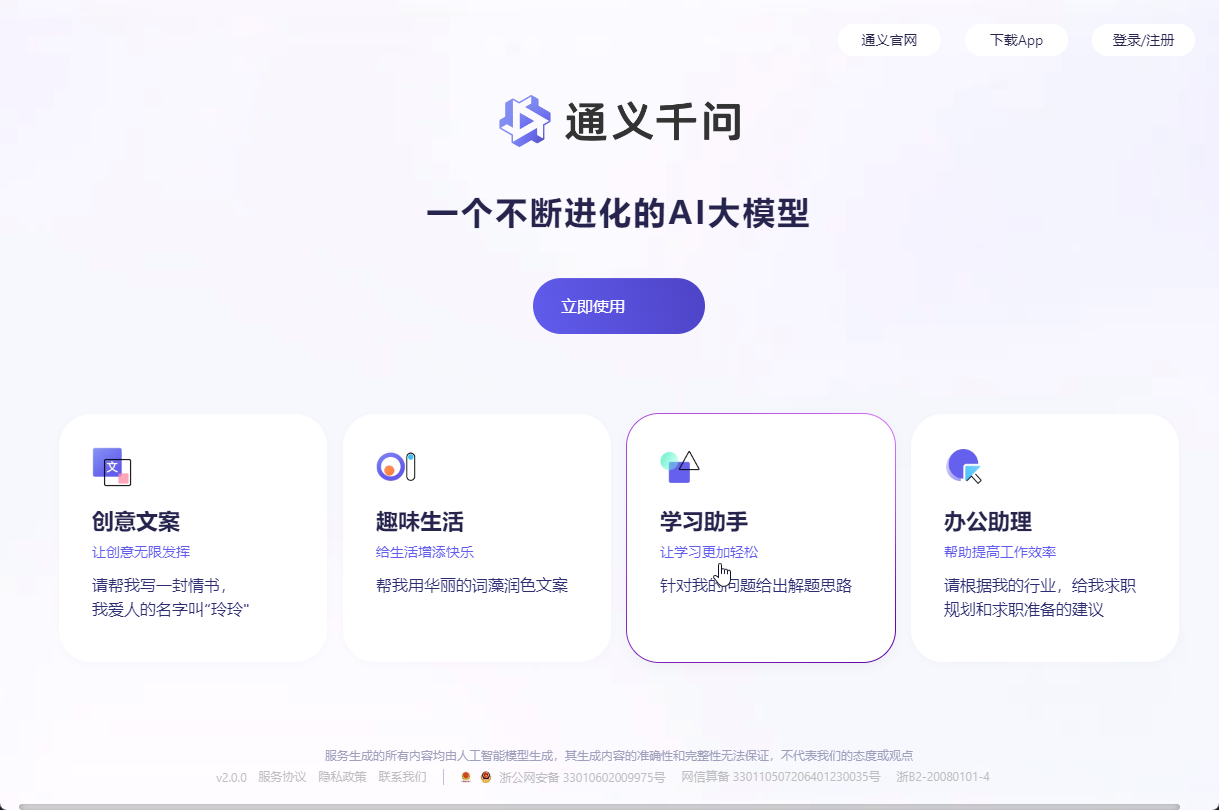 通义官网 下载App 登录/注册
通义千问
一个不断进化的AI大模型
立即使用
文
创意文案
让创意无限发挥
请帮我写一封情书，
我爱人的名字叫“玲玲"
趣味生活
给生活增添快乐
帮我用华丽的词藻润色文案
学习助手
让学习更加轻松
针对我的问题给出解题思路
办公助理
帮助提高工作效率
请根据我的行业，给我求职
规划和求职准备的建议
服务生成的所有内容均由人工智能模型生成，其生成内容的准确性和完整性无法保证，不代表我们的态度或观点
v2.0.0 服务协议 隐私政策 联系我们 浙公网安备 33010602009975号 网信算备 330110507206401230035号 浙B2-20080101-4